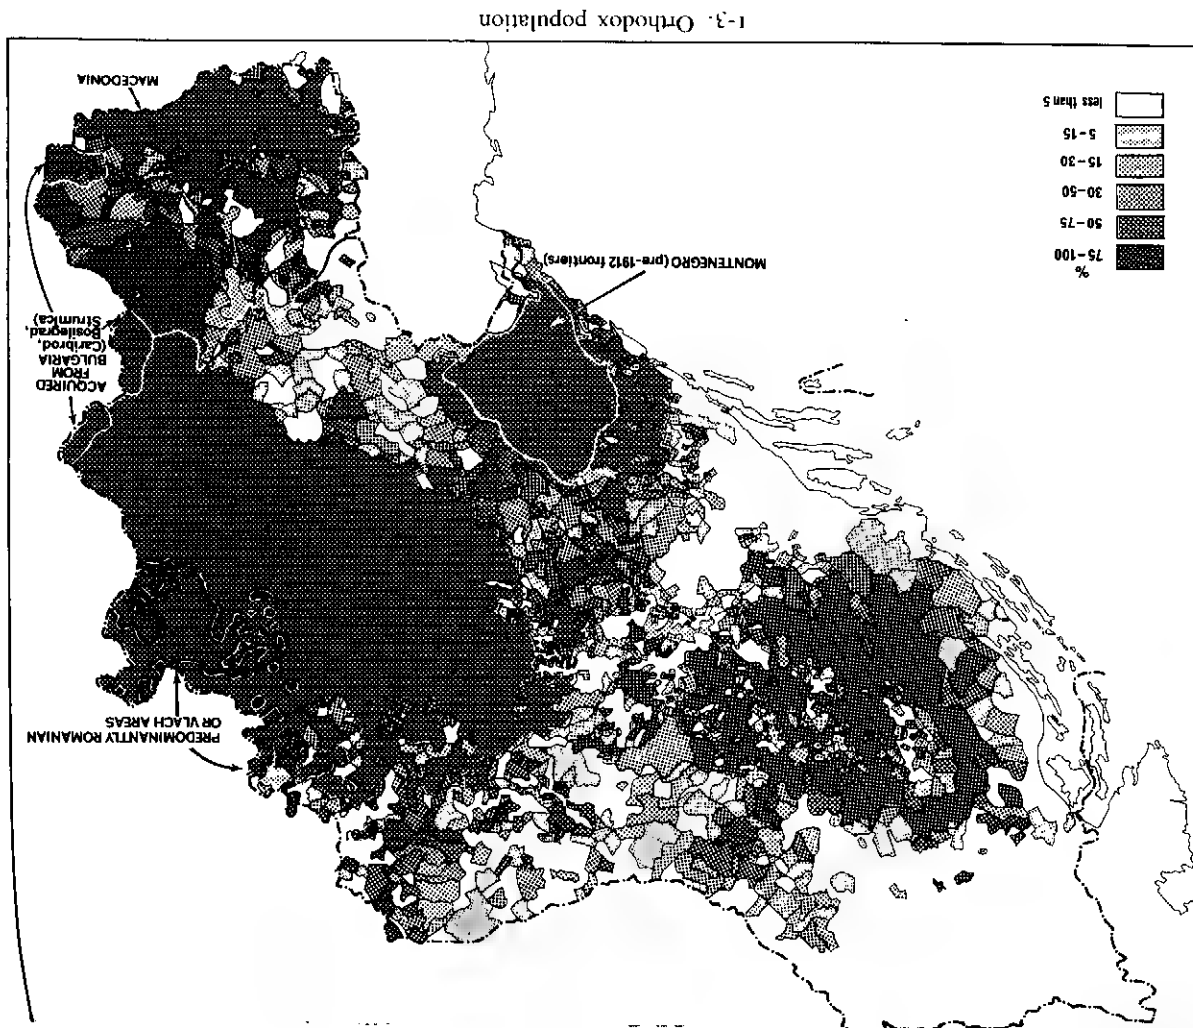 PREDOMINANTLY ROMANIAN
OR VLACH AREAS
ACQUIRED
FROM
BULGARIA
(Caribrod,
Bosilegrad,
Strumica)
MONTENEGRO (pre-1912 frontiers)
%
75-100
50-75
30-50
15-30
5-15
less than 5
MACEDONIA
1-3. Orthodox population